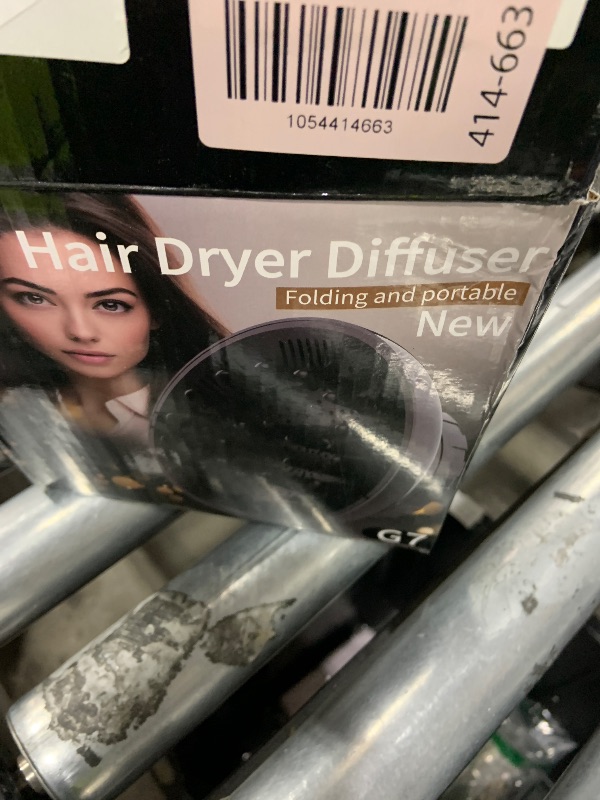 1054414663
414-663
Hair Dryer Diffuser
Folding and portable
New
G7